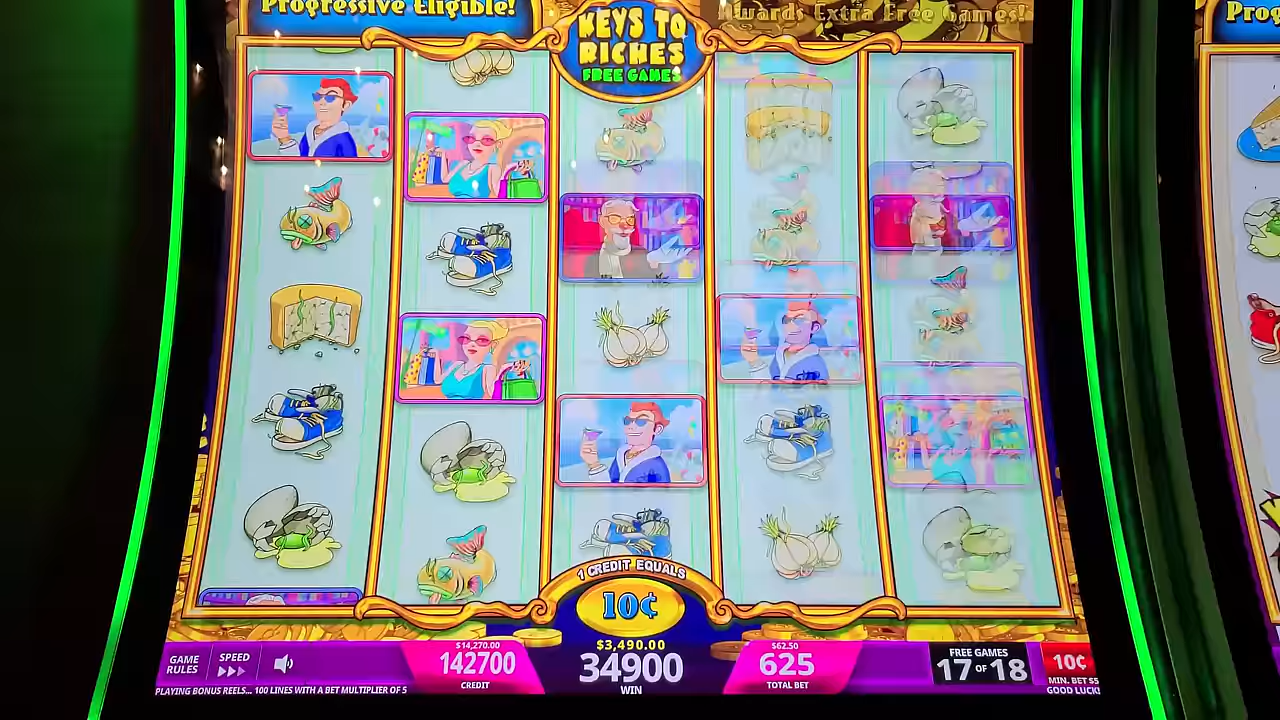 Progressive Eligible!
KEYS TO
RICHES
FREE GAMES
Awards Extra Free Games!
Prog
1 CREDIT EQUALS
10¢
GAME
RULES
SPEED
$14,270.00
142700
CREDIT
$3,490.00
34900
WIN
$62.50
625
TOTAL BET
FREE GAMES
17 OF 18
10¢
MIN. BET $5
GOOD LUCK!
PLAYING BONUS REELS... 100 LINES WITH A BET MULTIPLIER OF 5